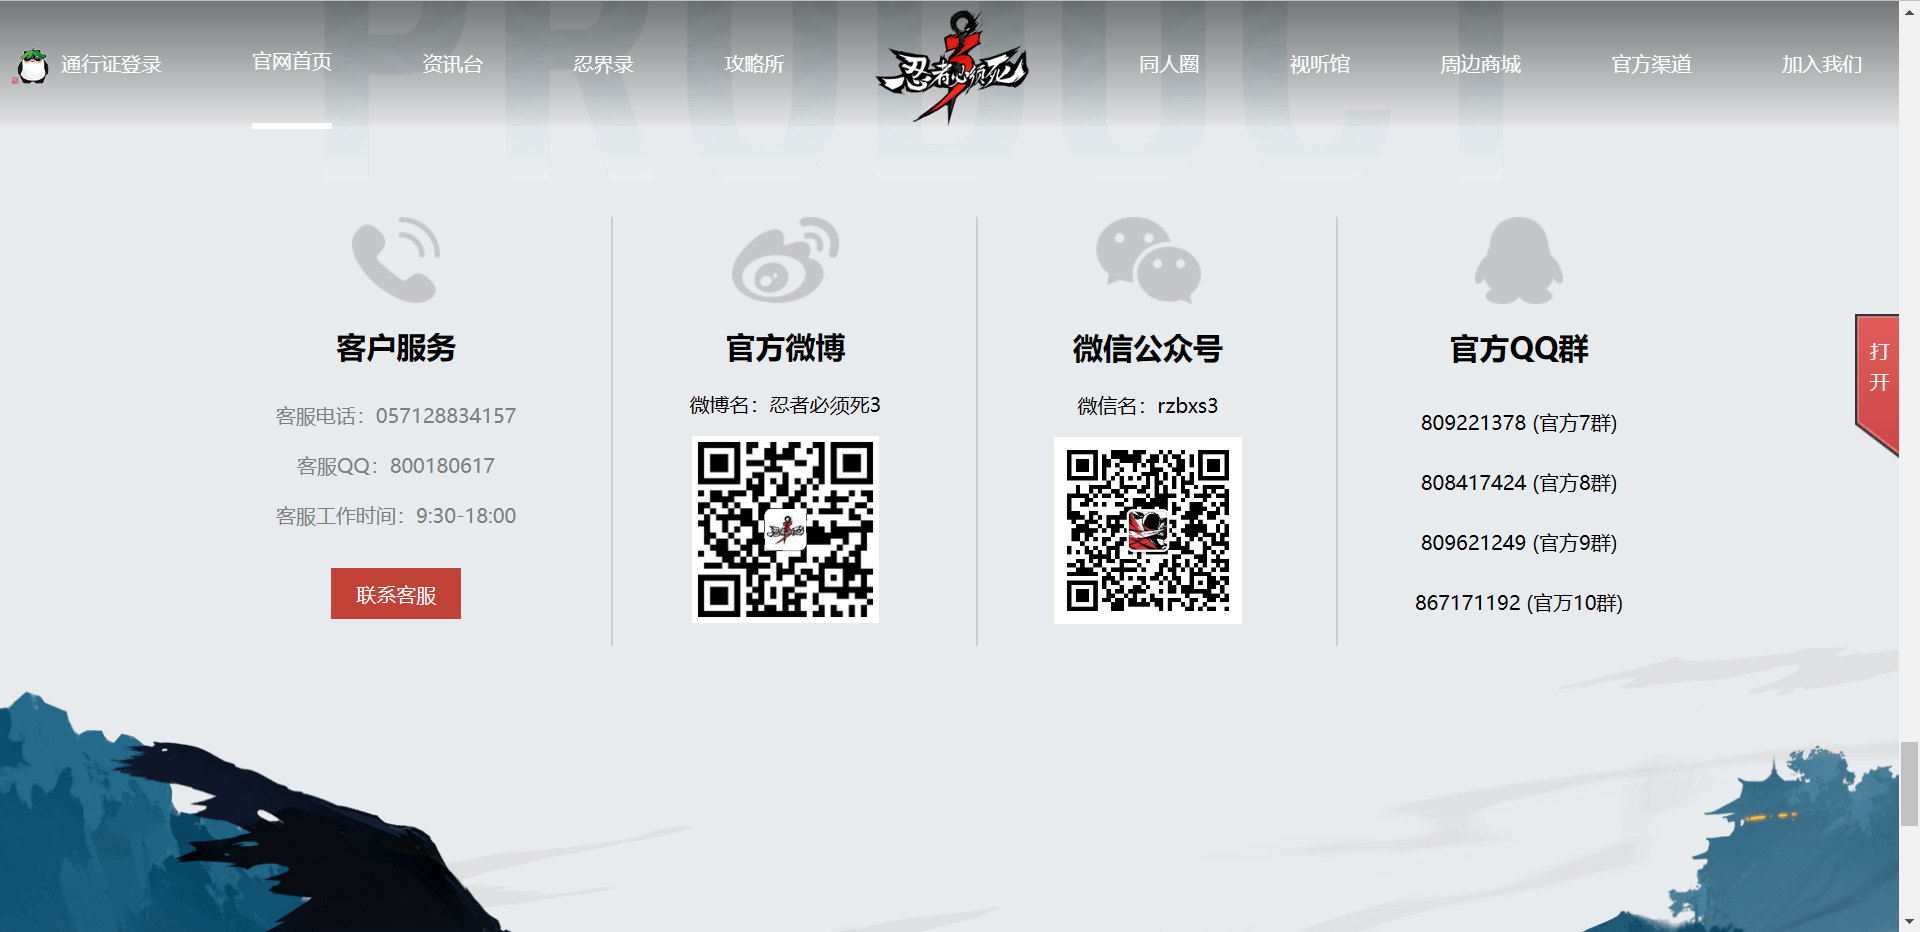 PRODUCT
通行证登录
官网首页
资讯台
忍界录
攻略所
忍者必须死
3
同人圈
视听馆
周边商城
官方渠道
加入我们
客户服务
客服电话：057128834157
客服QQ：800180617
客服工作时间：9:30-18:00
联系客服
官方微博
微博名：忍者必须死3
微信公众号
微信名：rzbxs3
官方QQ群
809221378 (官方7群)
808417424 (官方8群)
809621249 (官方9群)
867171192 (官万10群)
打
开